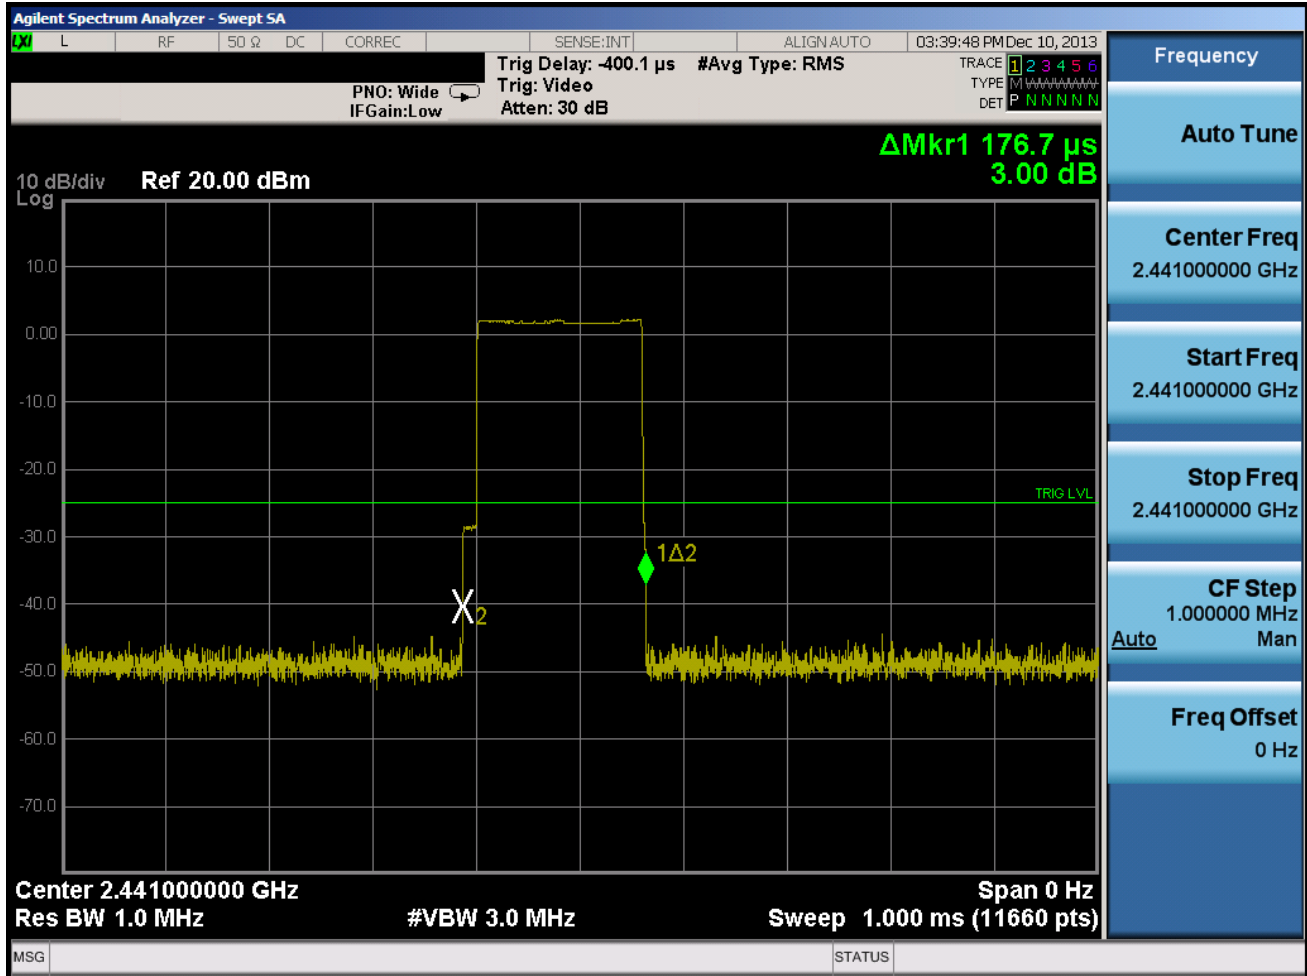 Agilent Spectrum Analyzer - Swept SA
LXI L RF 50 Ω DC CORREC SENSE:INT ALIGN AUTO 03:39:48 PM Dec 10, 2013
Trig Delay: -400.1 µs #Avg Type: RMS TRACE 1 2 3 4 5 6
PNO: Wide Trig: Video TYPE M WWWWW
IFGain:Low Atten: 30 dB DET P N N N N N
ΔMkr1 176.7 µs
3.00 dB
10 dB/div Ref 20.00 dBm
Log
10.0
0.00
-10.0
-20.0
TRIG LVL
-30.0
1Δ2
-40.0
X2
-50.0
-60.0
-70.0
Center 2.441000000 GHz Span 0 Hz
Res BW 1.0 MHz #VBW 3.0 MHz Sweep 1.000 ms (11660 pts)
MSG STATUS
Frequency
Auto Tune
Center Freq
2.441000000 GHz
Start Freq
2.441000000 GHz
Stop Freq
2.441000000 GHz
CF Step
1.000000 MHz
Auto Man
Freq Offset
0 Hz